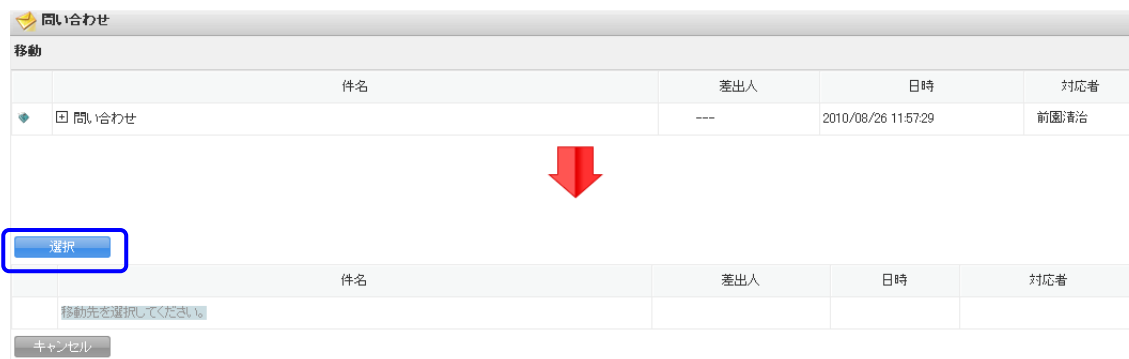 問い合わせ
移動
件名 差出人 日時 対応者
問い合わせ --- 2010/08/26 11:57:29 前園清治
選択
件名 差出人 日時 対応者
移動先を選択してください。
キャンセル